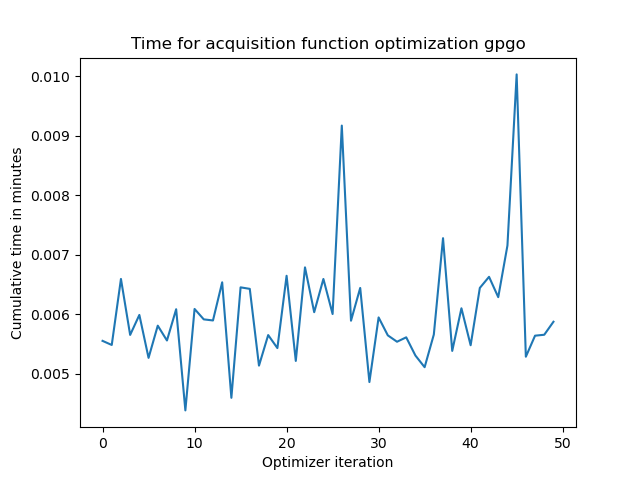 Time for acquisition function optimization gpgo
Cumulative time in minutes
0.010
0.009
0.008
0.007
0.006
0.005
0 10 20 30 40 50
Optimizer iteration